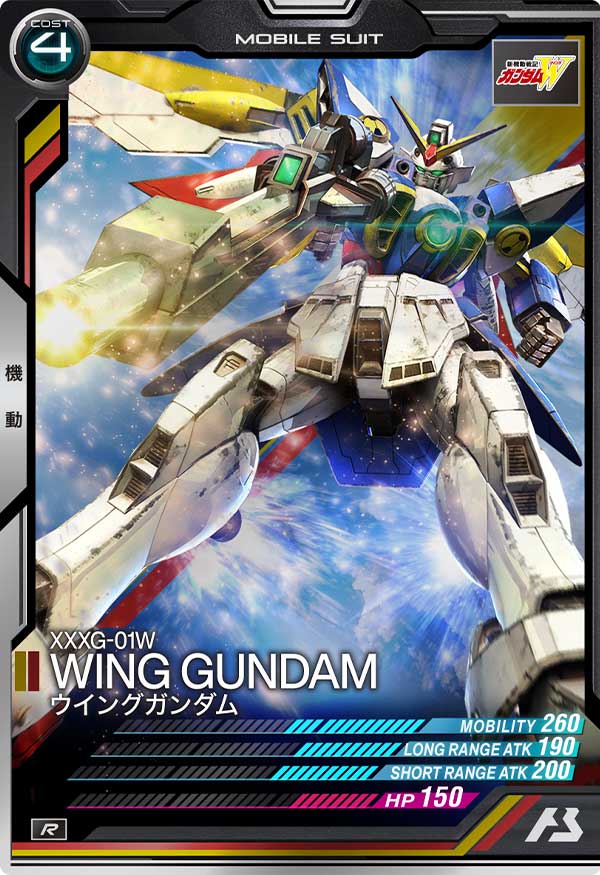 COST
4
MOBILE SUIT
新機動戦記
ガンダムW
機動
XXXG-01W
WING GUNDAM
ウイングガンダム
MOBILITY 260
LONG RANGE ATK 190
SHORT RANGE ATK 200
HP 150
R